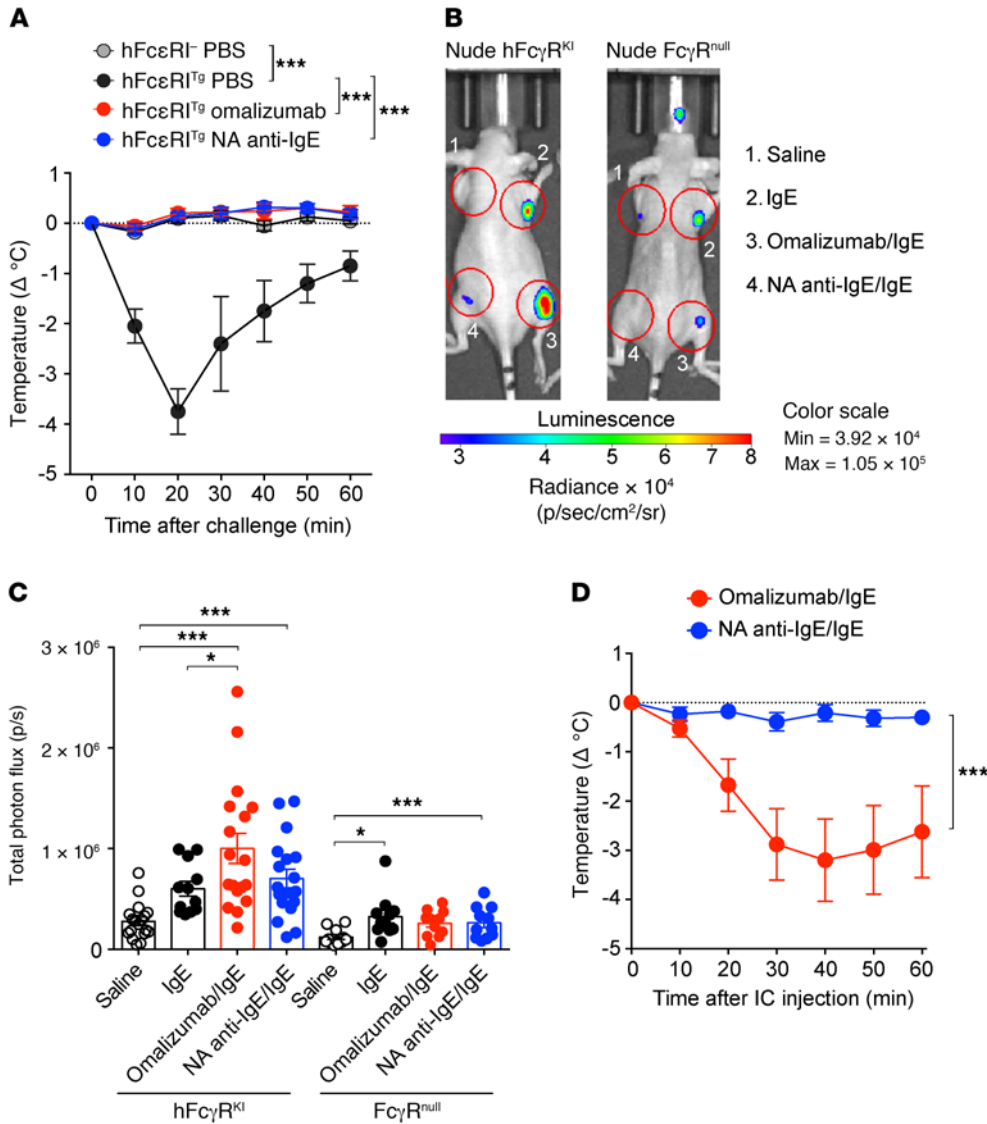 A
hFcεRI⁻ PBS
hFcεRIᵀᵍ PBS
hFcεRIᵀᵍ omalizumab
hFcεRIᵀᵍ NA anti-IgE
***
***
***
Temperature (Δ °C)
1
0
-1
-2
-3
-4
-5
0 10 20 30 40 50 60
Time after challenge (min)
B
Nude hFcγRᴷᴵ Nude FcγRⁿᵘˡˡ
1 2
4 3
1 2
4 3
1. Saline
2. IgE
3. Omalizumab/IgE
4. NA anti-IgE/IgE
Luminescence
3 4 5 6 7 8
Radiance × 10⁴
(p/sec/cm²/sr)
Color scale
Min = 3.92 × 10⁴
Max = 1.05 × 10⁵
C
Total photon flux (p/s)
3 × 10⁶
2 × 10⁶
1 × 10⁶
0
***
***
*
***
*
Saline IgE Omalizumab/IgE NA anti-IgE/IgE Saline IgE Omalizumab/IgE NA anti-IgE/IgE
hFcγRᴷᴵ FcγRⁿᵘˡˡ
D
Omalizumab/IgE
NA anti-IgE/IgE
Temperature (Δ °C)
0
-1
-2
-3
-4
-5
***
0 10 20 30 40 50 60
Time after IC injection (min)